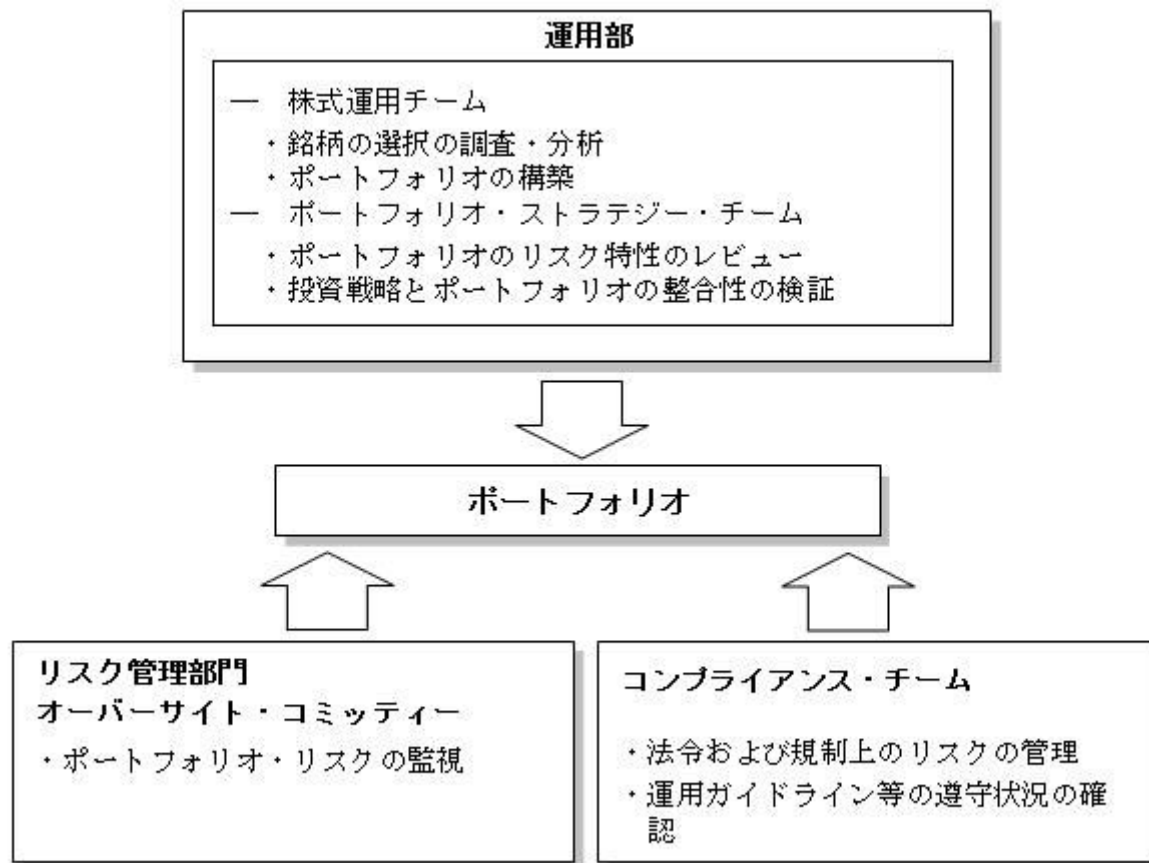 運用部
― 株式運用チーム
・銘柄の選択の調査・分析
・ポートフォリオの構築
― ポートフォリオ・ストラテジー・チーム
・ポートフォリオのリスク特性のレビュー
・投資戦略とポートフォリオの整合性の検証
ポートフォリオ
リスク管理部門
オーバーサイト・コミッティー
・ポートフォリオ・リスクの監視
コンプライアンス・チーム
・法令および規制上のリスクの管理
・運用ガイドライン等の遵守状況の確
認